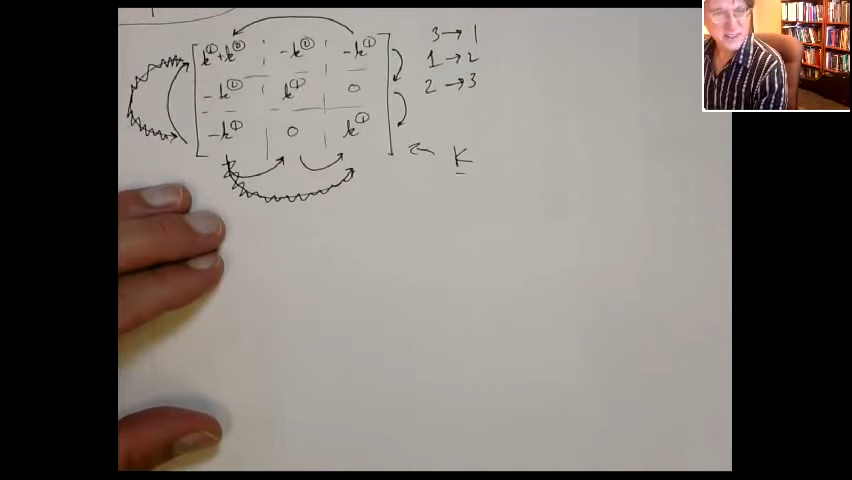 k① + k② -k② -k① 3 → 1
1 → 2
-k② k② 0 2 → 3
-k① 0 k①
← K